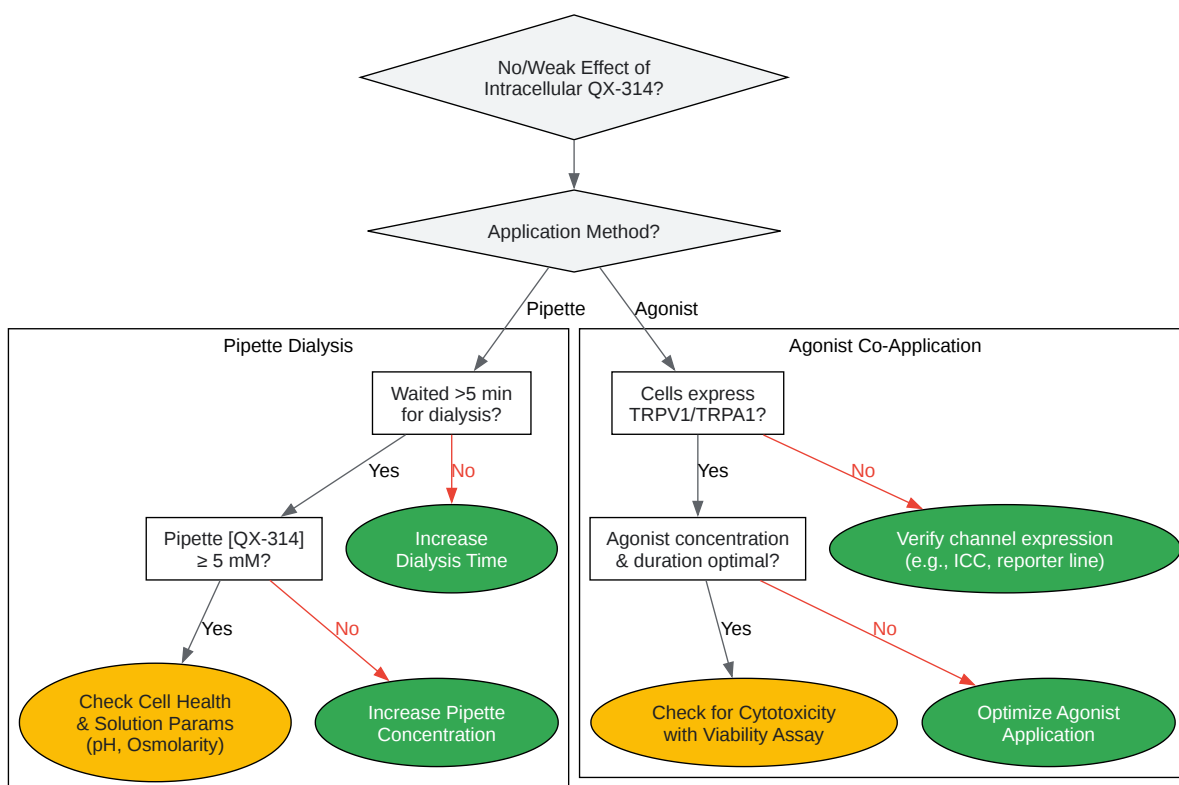 No/Weak Effect of
Intracellular QX-314?
Application Method?
Pipette
Agonist
Pipette Dialysis
Agonist Co-Application
Waited >5 min
for dialysis?
Cells express
TRPV1/TRPA1?
Yes
No
Yes
No
Pipette [QX-314]
≥ 5 mM?
Increase
Dialysis Time
Agonist concentration
& duration optimal?
Verify channel expression
(e.g., ICC, reporter line)
Yes
No
Yes
No
Check Cell Health
& Solution Params
(pH, Osmolarity)
Increase Pipette
Concentration
Check for Cytotoxicity
with Viability Assay
Optimize Agonist
Application